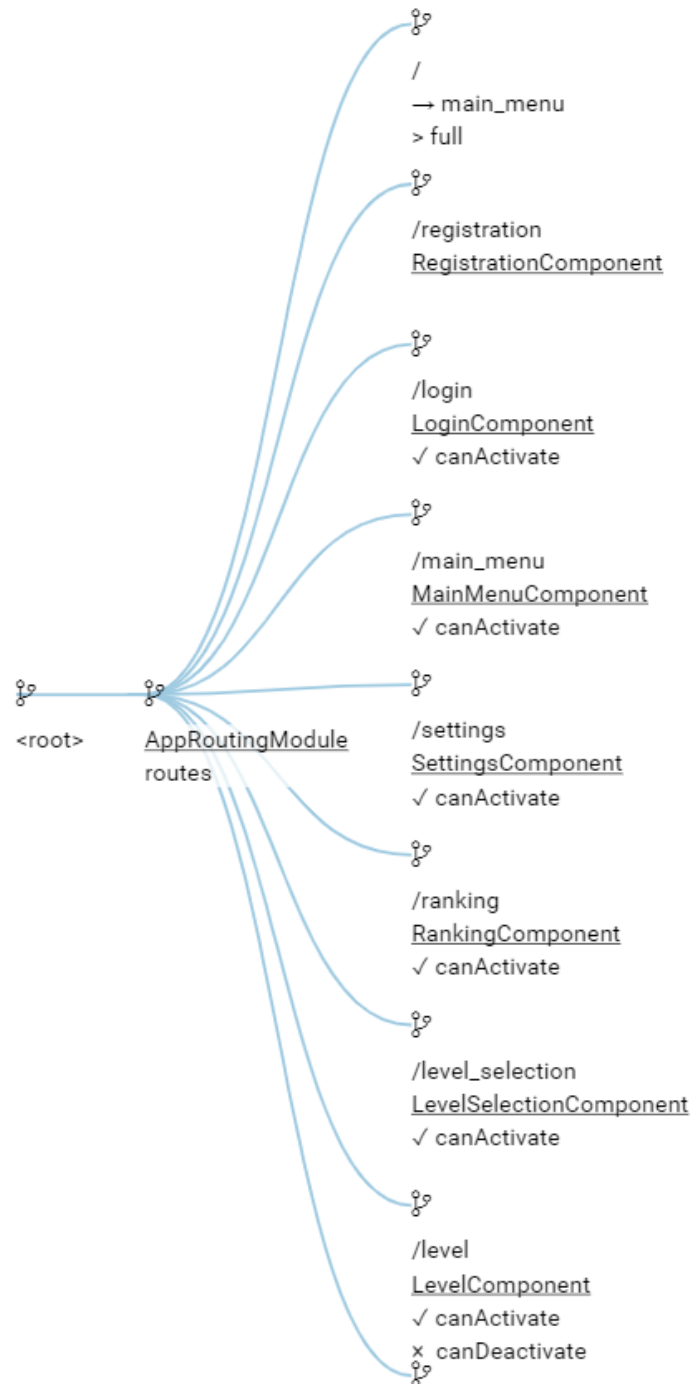 /
→ main_menu
> full
/registration
RegistrationComponent
/login
LoginComponent
✓ canActivate
/main_menu
MainMenuComponent
✓ canActivate
<root>
AppRoutingModule
routes
/settings
SettingsComponent
✓ canActivate
/ranking
RankingComponent
✓ canActivate
/level_selection
LevelSelectionComponent
✓ canActivate
/level
LevelComponent
✓ canActivate
× canDeactivate